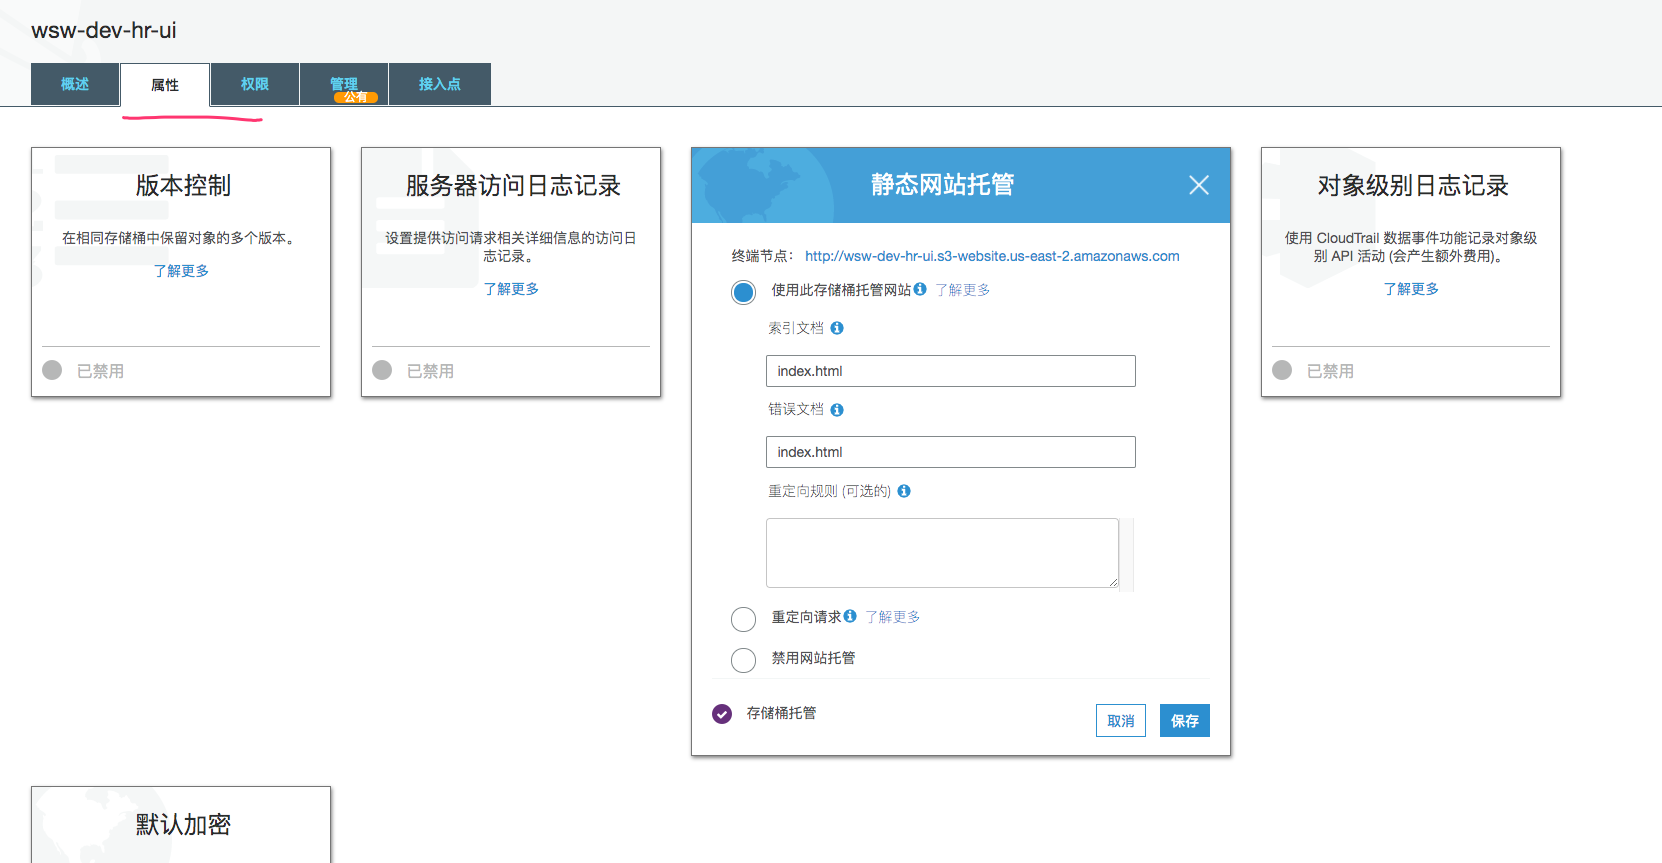 wsw-dev-hr-ui
概述
属性
权限
管理
公有
接入点
版本控制
在相同存储桶中保留对象的多个版本。
了解更多
已禁用
服务器访问日志记录
设置提供访问请求相关详细信息的访问日
志记录。
了解更多
已禁用
静态网站托管
终端节点： http://wsw-dev-hr-ui.s3-website.us-east-2.amazonaws.com
使用此存储桶托管网站 了解更多
索引文档
index.html
错误文档
index.html
重定向规则 (可选的)
重定向请求 了解更多
禁用网站托管
存储桶托管
取消
保存
对象级别日志记录
使用 CloudTrail 数据事件功能记录对象级
别 API 活动 (会产生额外费用)。
了解更多
已禁用
默认加密